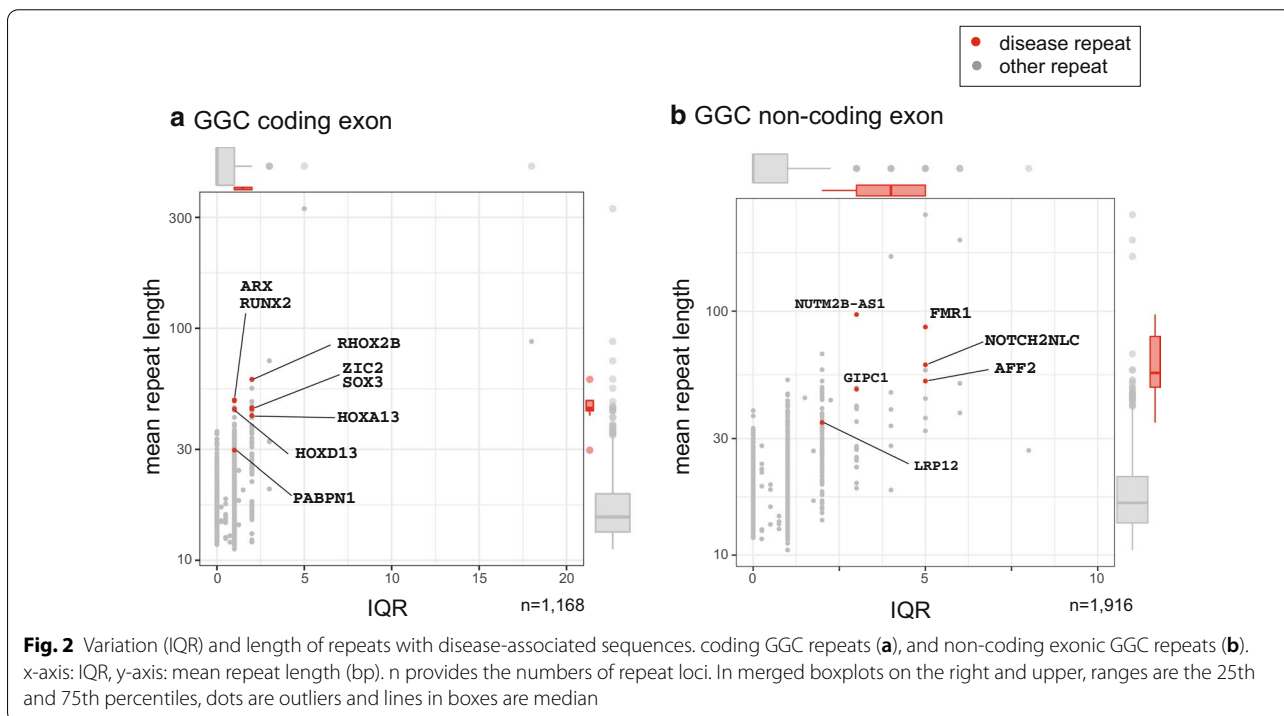 disease repeat
other repeat
a GGC coding exon
b GGC non-coding exon
mean repeat length
300
100
30
10
ARX
RUNX2
RHOX2B
ZIC2
SOX3
HOXA13
HOXD13
PABPN1
0
5
10
15
20
IQR
n=1,168
mean repeat length
100
30
10
NUTM2B-AS1
FMR1
NOTCH2NLC
AFF2
GIPC1
LRP12
0
5
10
IQR
n=1,916
Fig. 2 Variation (IQR) and length of repeats with disease-associated sequences. coding GGC repeats (a), and non-coding exonic GGC repeats (b).
x-axis: IQR, y-axis: mean repeat length (bp). n provides the numbers of repeat loci. In merged boxplots on the right and upper, ranges are the 25th
and 75th percentiles, dots are outliers and lines in boxes are median